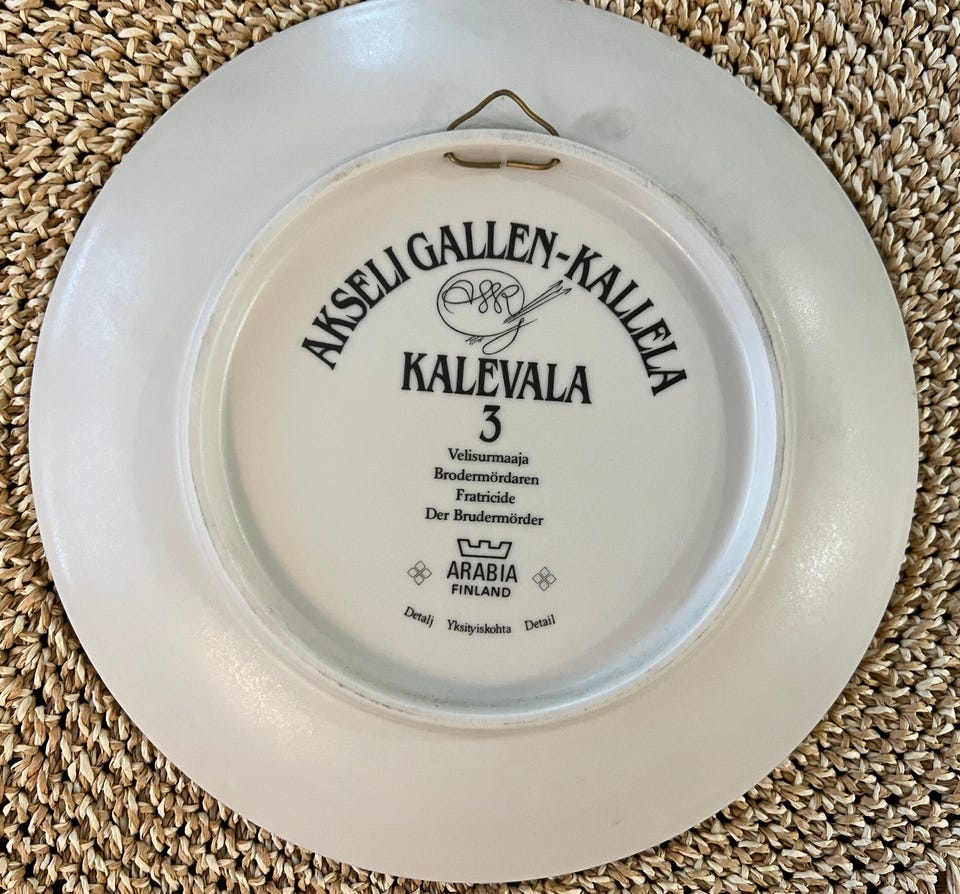 AKSELI GALLEN-KALLELA
KALEVALA
3
Velisurmaaja
Brodermördaren
Fratricide
Der Brudermörder
ARABIA
FINLAND
Detalj Yksityiskohta Detail